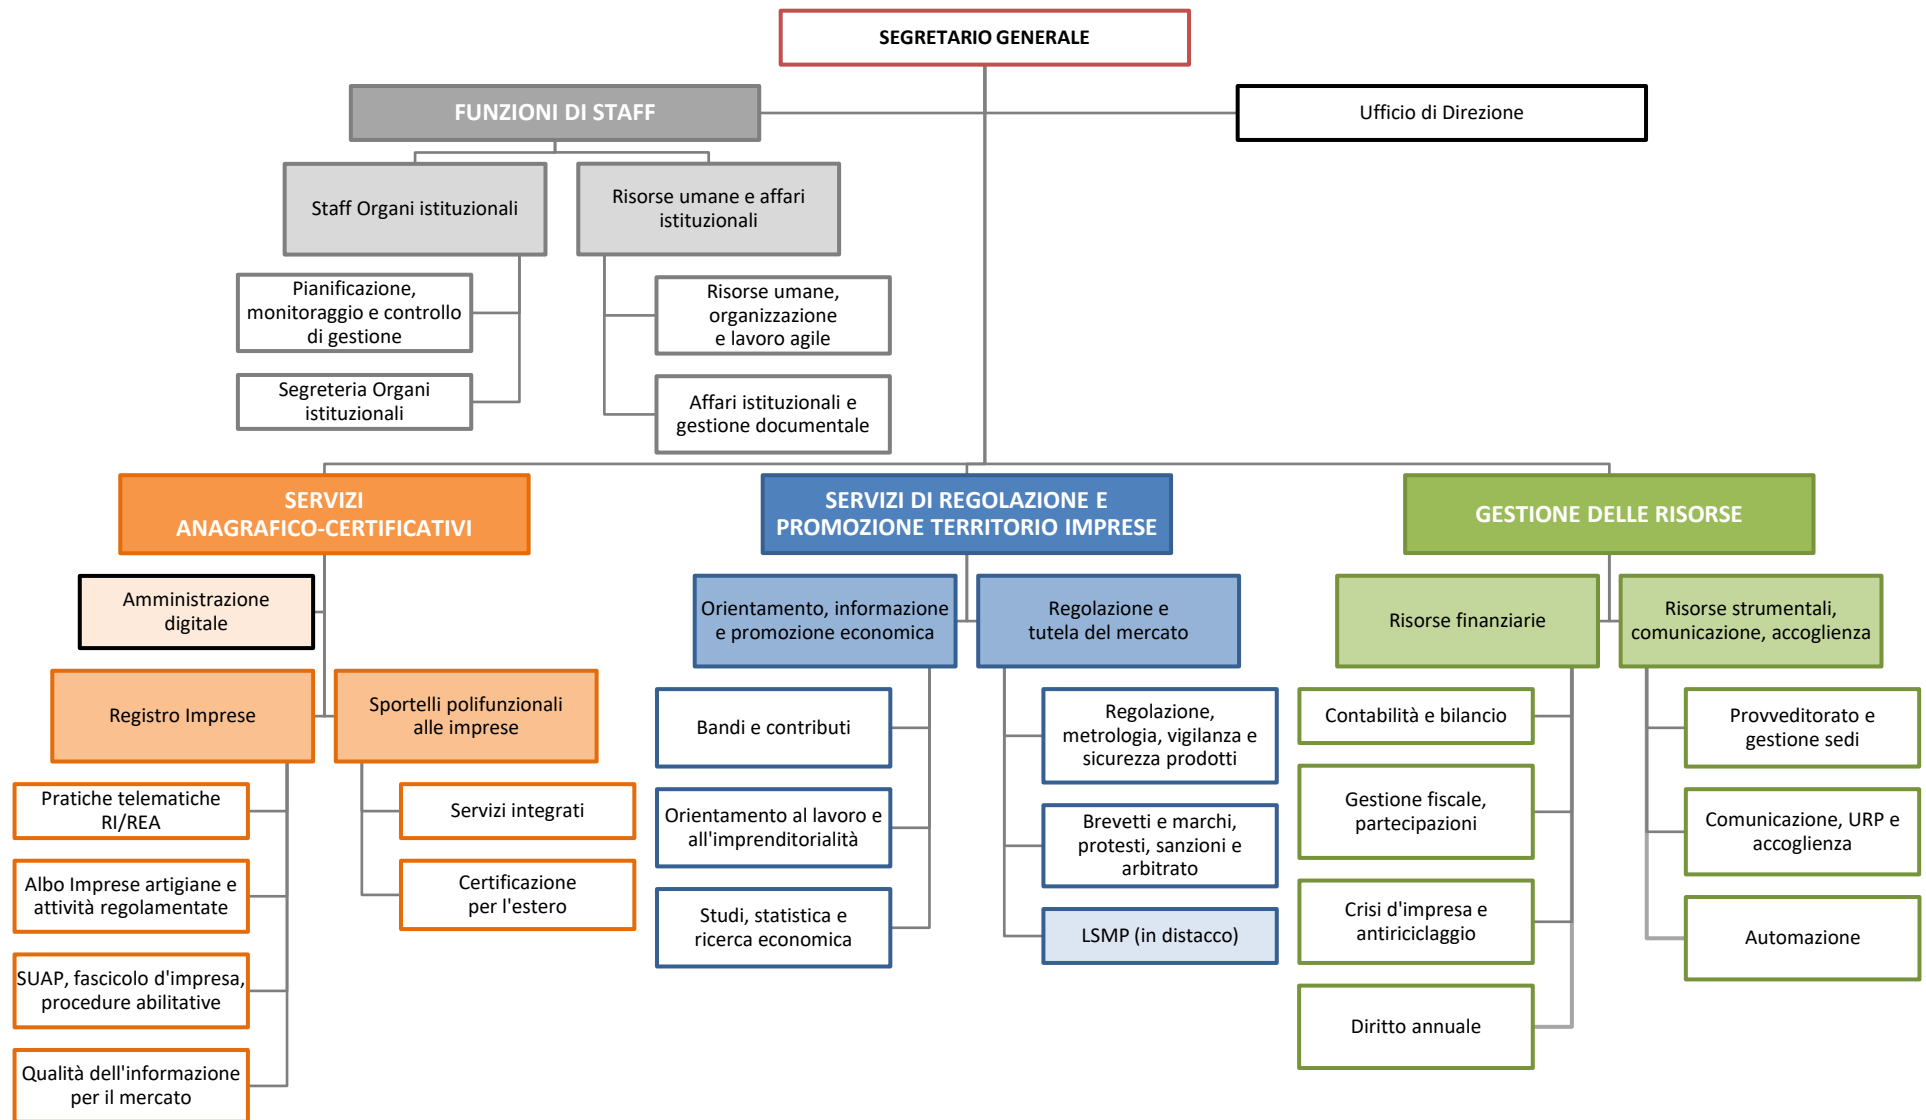 SEGRETARIO GENERALE
FUNZIONI DI STAFF
Ufficio di Direzione
Staff Organi istituzionali
Risorse umane e affari
istituzionali
Pianificazione,
monitoraggio e controllo
di gestione
Segreteria Organi
istituzionali
Risorse umane,
organizzazione
e lavoro agile
Affari istituzionali e
gestione documentale
SERVIZI
ANAGRAFICO-CERTIFICATIVI
Amministrazione
digitale
Registro Imprese
Pratiche telematiche
RI/REA
Albo Imprese artigiane e
attività regolamentate
SUAP, fascicolo d'impresa,
procedure abilitative
Qualità dell'informazione
per il mercato
Sportelli polifunzionali
alle imprese
Servizi integrati
Certificazione
per l'estero
SERVIZI DI REGOLAZIONE E
PROMOZIONE TERRITORIO IMPRESE
Orientamento, informazione
e promozione economica
Bandi e contributi
Orientamento al lavoro e
all'imprenditorialità
Studi, statistica e
ricerca economica
Regolazione e
tutela del mercato
Regolazione,
metrologia, vigilanza e
sicurezza prodotti
Brevetti e marchi,
protesti, sanzioni e
arbitrato
LSMP (in distacco)
GESTIONE DELLE RISORSE
Risorse finanziarie
Contabilità e bilancio
Gestione fiscale,
partecipazioni
Crisi d'impresa e
antiriciclaggio
Diritto annuale
Risorse strumentali,
comunicazione, accoglienza
Provveditorato e
gestione sedi
Comunicazione, URP e
accoglienza
Automazione